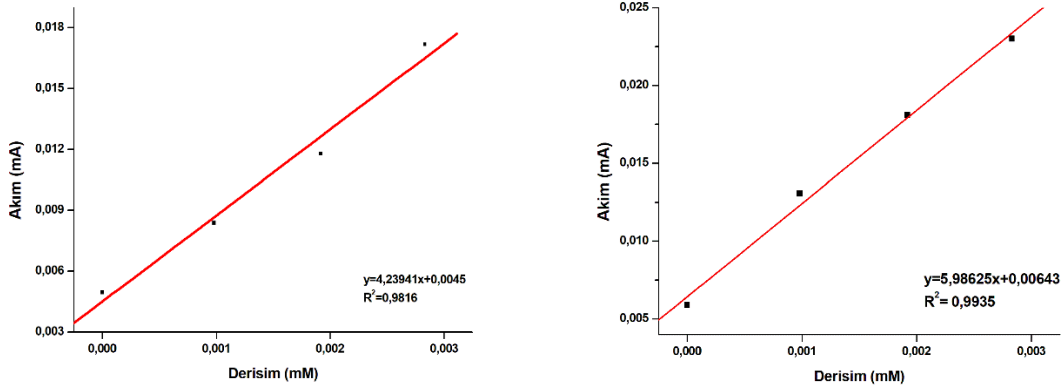 0,018
0,015
0,012
0,009
0,006
0,003
Akım (mA)
y=4,23941x+0,0045
R²=0,9816
0,000
0,001
0,002
0,003
Derisim (mM)
0,025
0,020
0,015
0,010
0,005
Akim (mA)
y=5,98625x+0,00643
R²= 0,9935
0,000
0,001
0,002
0,003
Derisim (mM)